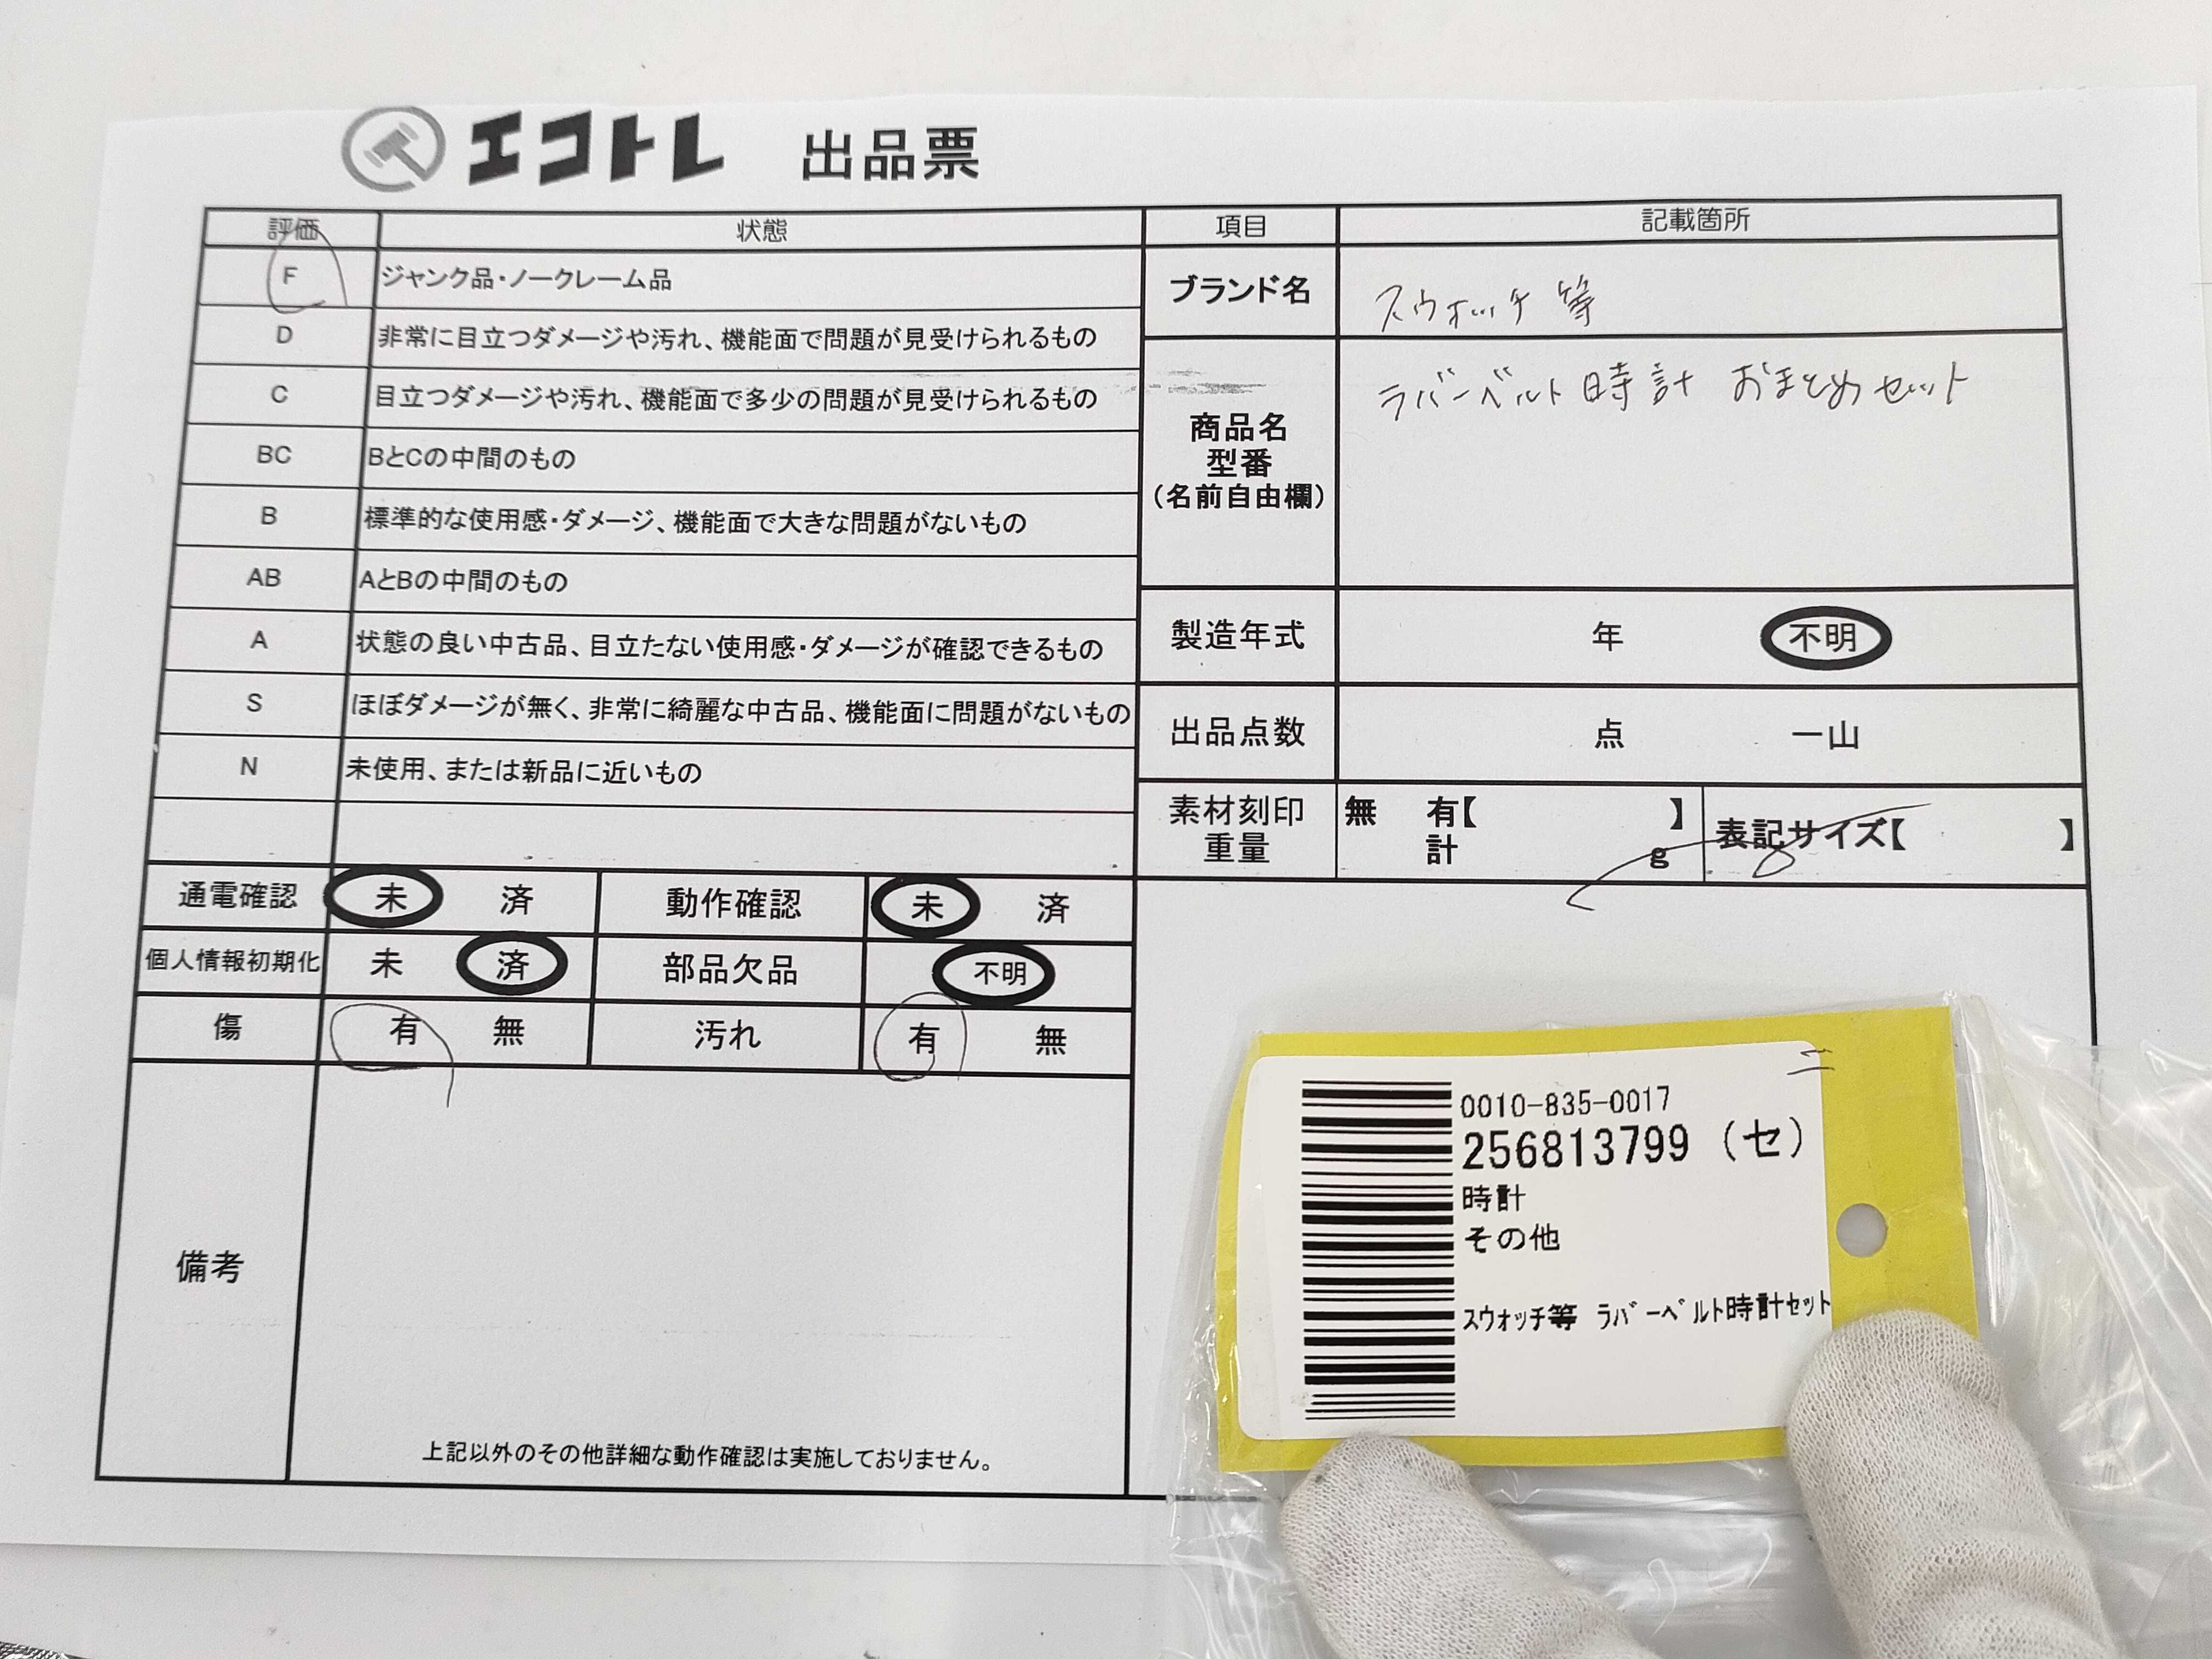 エコトレ 出品票
評価 状態 項目 記載箇所
F ジャンク品・ノークレーム品
D 非常に目立つダメージや汚れ、機能面で問題が見受けられるもの
C 目立つダメージや汚れ、機能面で多少の問題が見受けられるもの
BC BとCの中間のもの
B 標準的な使用感・ダメージ、機能面で大きな問題がないもの
AB AとBの中間のもの
A 状態の良い中古品、目立たない使用感・ダメージが確認できるもの
S ほぼダメージが無く、非常に綺麗な中古品、機能面に問題がないもの
N 未使用、または新品に近いもの
ブランド名 スウォッチ 等
商品名
型番
(名前自由欄)
ラバーベルト時計 おまとめセット
製造年式 年 不明
出品点数 点 一山
素材刻印
重量
無 有【 】
計 g
表記サイズ【 】
通電確認 未 済 動作確認 未 済
個人情報初期化 未 済 部品欠品 不明
傷 有 無 汚れ 有 無
備考
上記以外のその他詳細な動作確認は実施しておりません。
0010-835-0017
256813799 (セ)
時計
その他
スウォッチ等 ラバーベルト時計セット